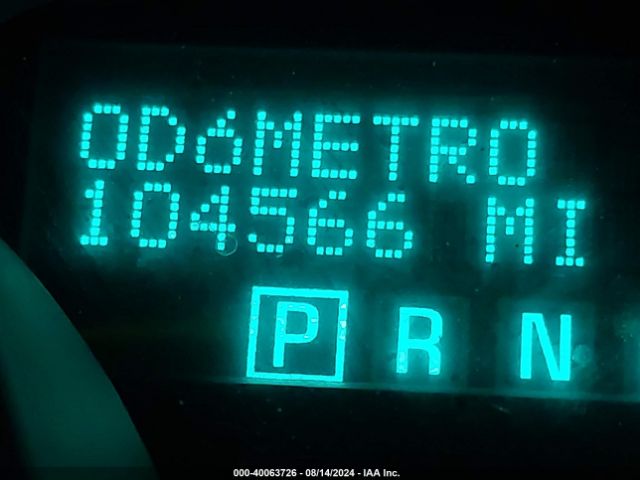 ODóMETRO
104566 MI
P R N
000-40063726 - 08/14/2024 - IAA Inc.